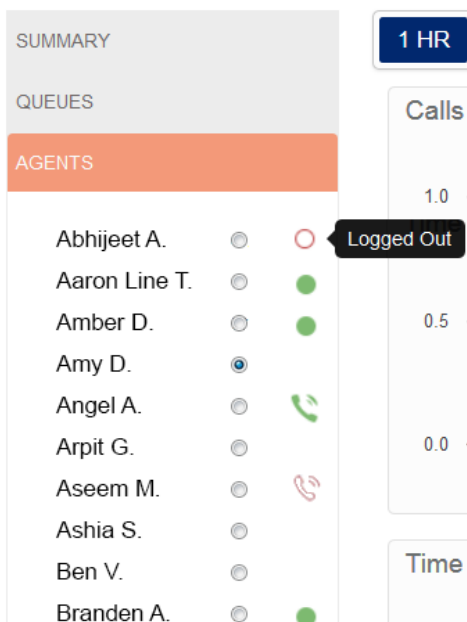 SUMMARY
QUEUES
AGENTS
Abhijeet A.
Aaron Line T.
Amber D.
Amy D.
Angel A.
Arpit G.
Aseem M.
Ashia S.
Ben V.
Branden A.
Logged Out
1 HR
Calls
1.0
0.5
0.0
Time